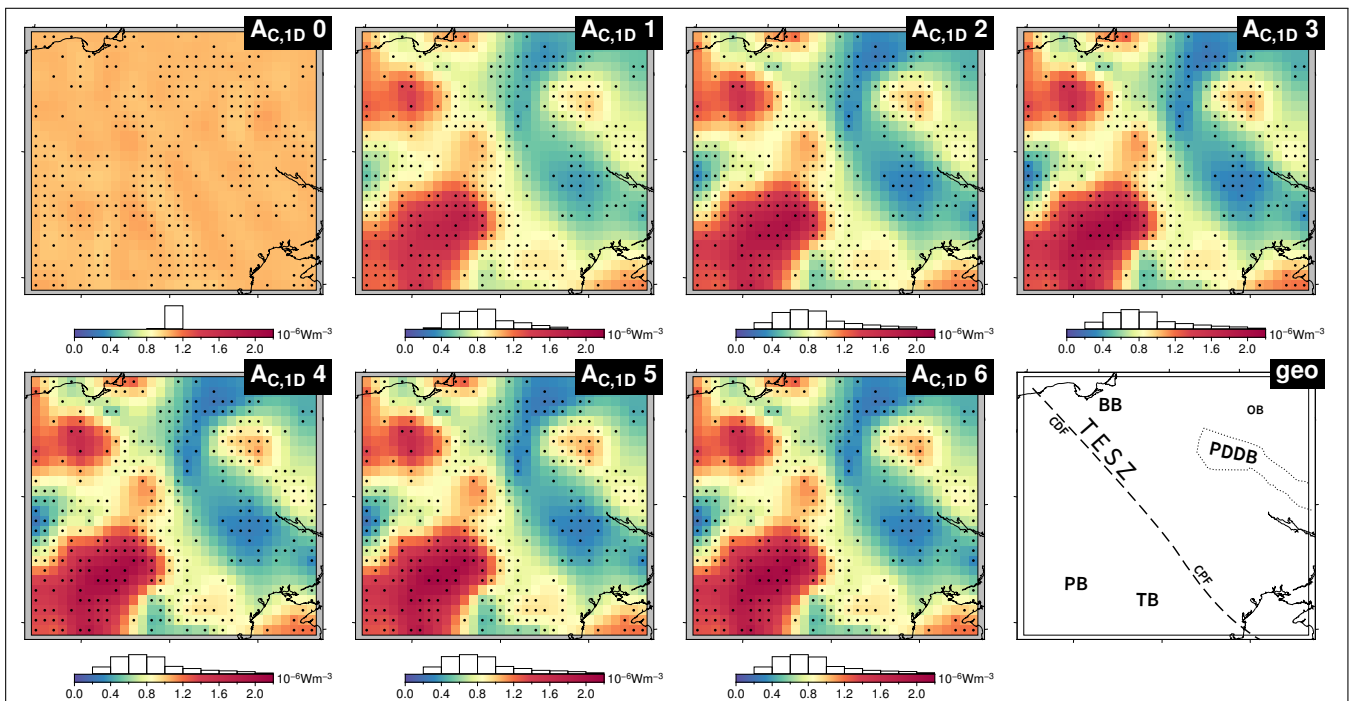 A_C,1D 0
A_C,1D 1
A_C,1D 2
A_C,1D 3
0.0 0.4 0.8 1.2 1.6 2.0 10⁻⁶Wm⁻³
0.0 0.4 0.8 1.2 1.6 2.0 10⁻⁶Wm⁻³
0.0 0.4 0.8 1.2 1.6 2.0 10⁻⁶Wm⁻³
0.0 0.4 0.8 1.2 1.6 2.0 10⁻⁶Wm⁻³
A_C,1D 4
A_C,1D 5
A_C,1D 6
geo
BB
OB
CDF
TESZ
PDDB
CPF
PB
TB
0.0 0.4 0.8 1.2 1.6 2.0 10⁻⁶Wm⁻³
0.0 0.4 0.8 1.2 1.6 2.0 10⁻⁶Wm⁻³
0.0 0.4 0.8 1.2 1.6 2.0 10⁻⁶Wm⁻³